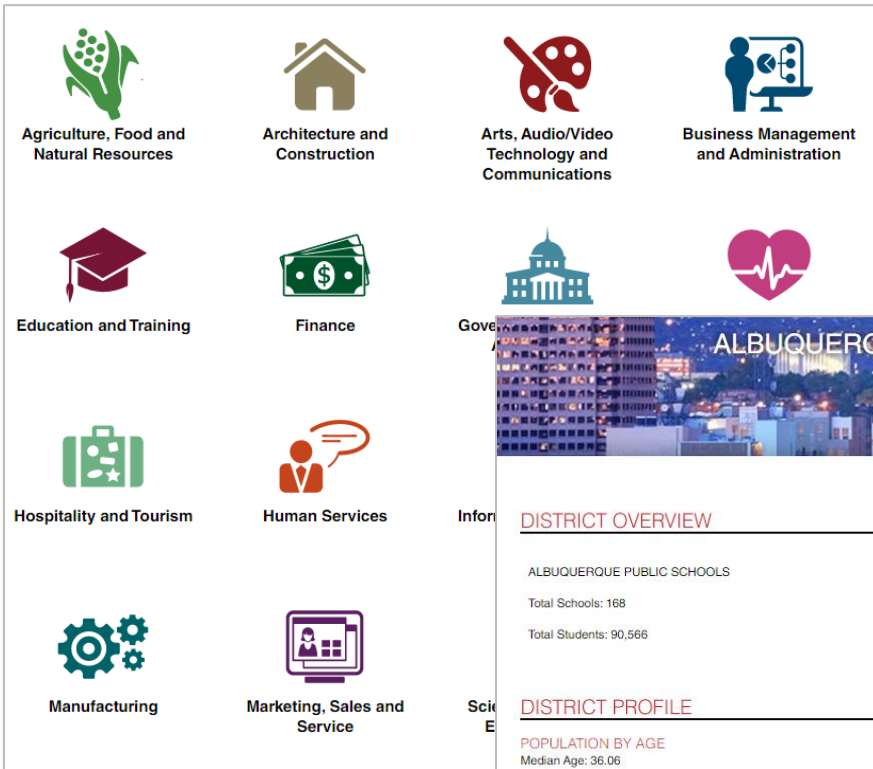 Agriculture, Food and
Natural Resources
Architecture and
Construction
Arts, Audio/Video
Technology and
Communications
Business Management
and Administration
Education and Training
Finance
Hospitality and Tourism
Human Services
Manufacturing
Marketing, Sales and
Service
DISTRICT OVERVIEW
ALBUQUERQUE PUBLIC SCHOOLS
Total Schools: 168
Total Students: 90,566
DISTRICT PROFILE
POPULATION BY AGE
Median Age: 36.06